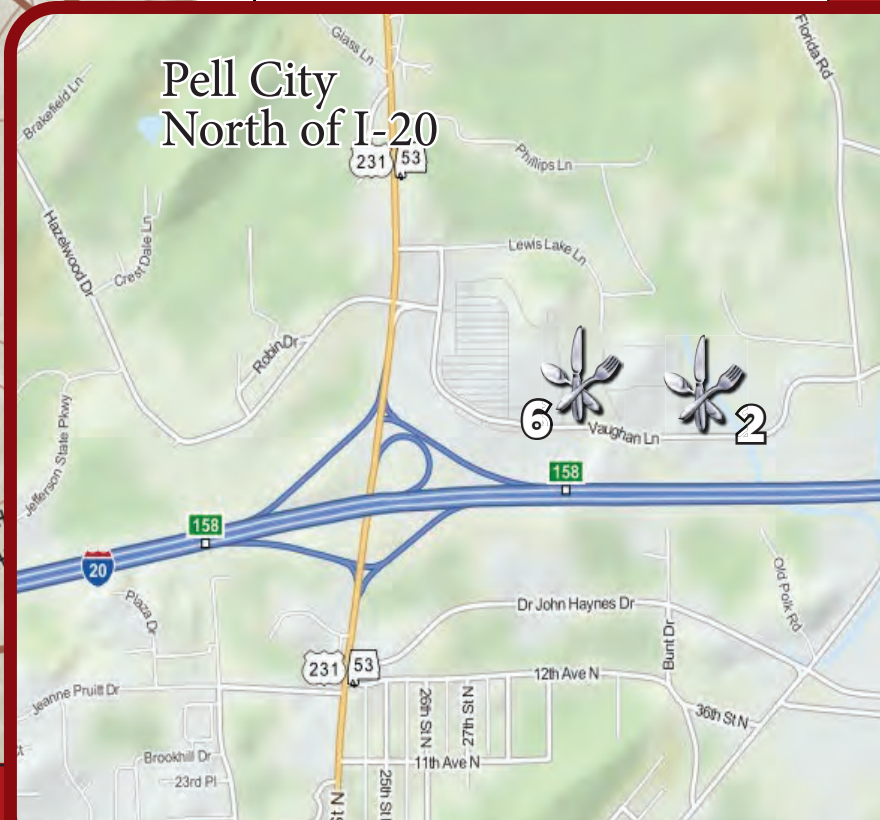 Glass Ln
Florida Rd
Pell City
North of I-20
Brakefield Ln
231
53
Phillips Ln
Hazelwood Dr
Crest Dale Ln
Lewis Lake Ln
Robin Dr
6
2
Vaughan Ln
Jefferson State Pkwy
158
158
20
Plaza Dr
Dr John Haynes Dr
Old Polk Rd
Bunt Dr
231
53
12th Ave N
Jeanne Pruitt Dr
26th St N
27th St N
36th St N
Brookhill Dr
11th Ave N
23rd Pl
25th St
st N